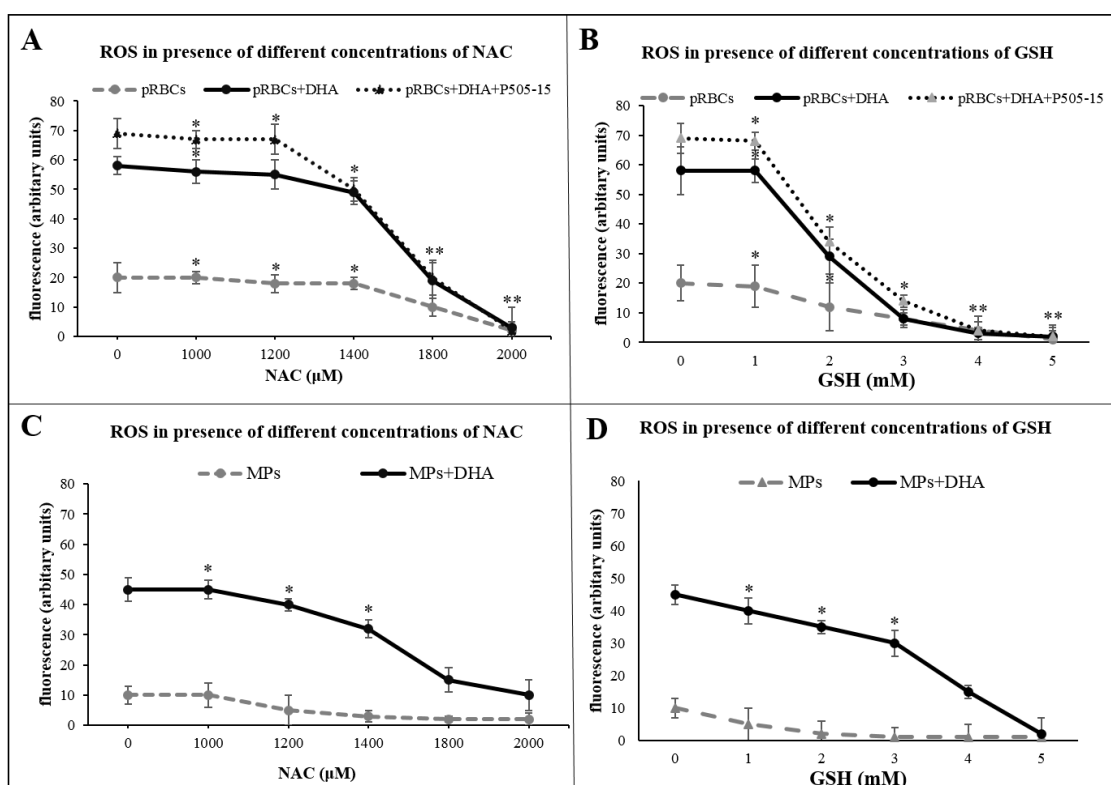 A
ROS in presence of different concentrations of NAC
pRBCs pRBCs+DHA pRBCs+DHA+P505-15
fluorescence (arbitary units)
80
70
60
50
40
30
20
10
0
* * * ** **
*
* * *
0 1000 1200 1400 1800 2000
NAC (µM)
B
ROS in presence of different concentrations of GSH
pRBCs pRBCs+DHA pRBCs+DHA+P505-15
fluorescence (arbitary units)
80
70
60
50
40
30
20
10
0
* * * ** **
*
* *
0 1 2 3 4 5
GSH (mM)
C
ROS in presence of different concentrations of NAC
MPs MPs+DHA
fluorescence (arbitary units)
80
70
60
50
40
30
20
10
0
* * *
0 1000 1200 1400 1800 2000
NAC (µM)
D
ROS in presence of different concentrations of GSH
MPs MPs+DHA
fluorescence (arbitary units)
80
70
60
50
40
30
20
10
0
* * *
0 1 2 3 4 5
GSH (mM)